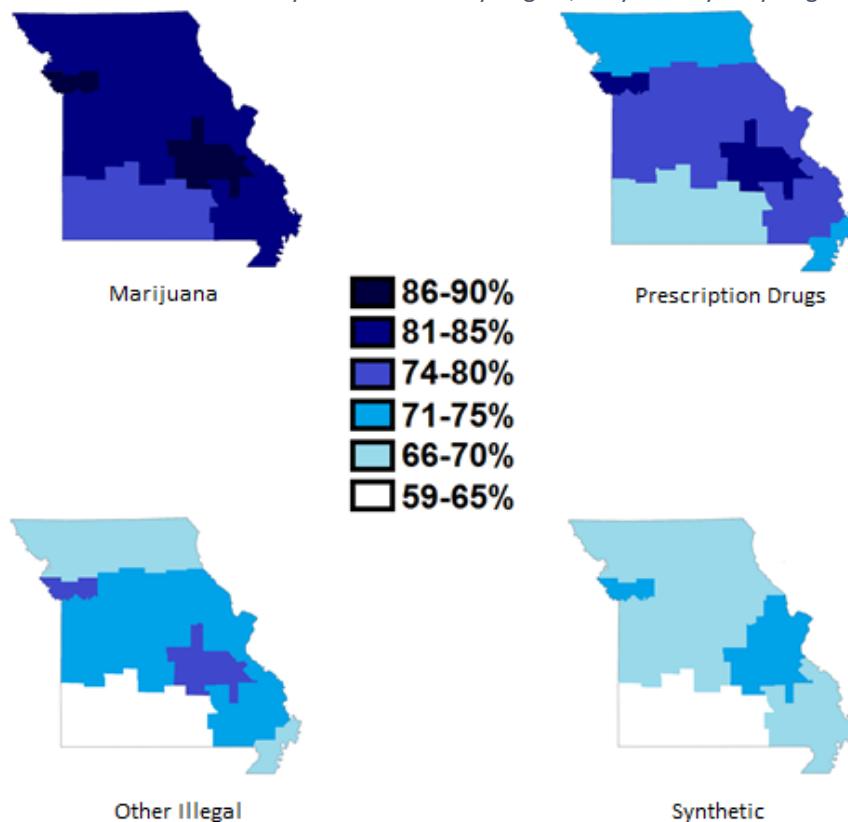 Marijuana
Prescription Drugs
86-90%
81-85%
74-80%
71-75%
66-70%
59-65%
Other Illegal
Synthetic